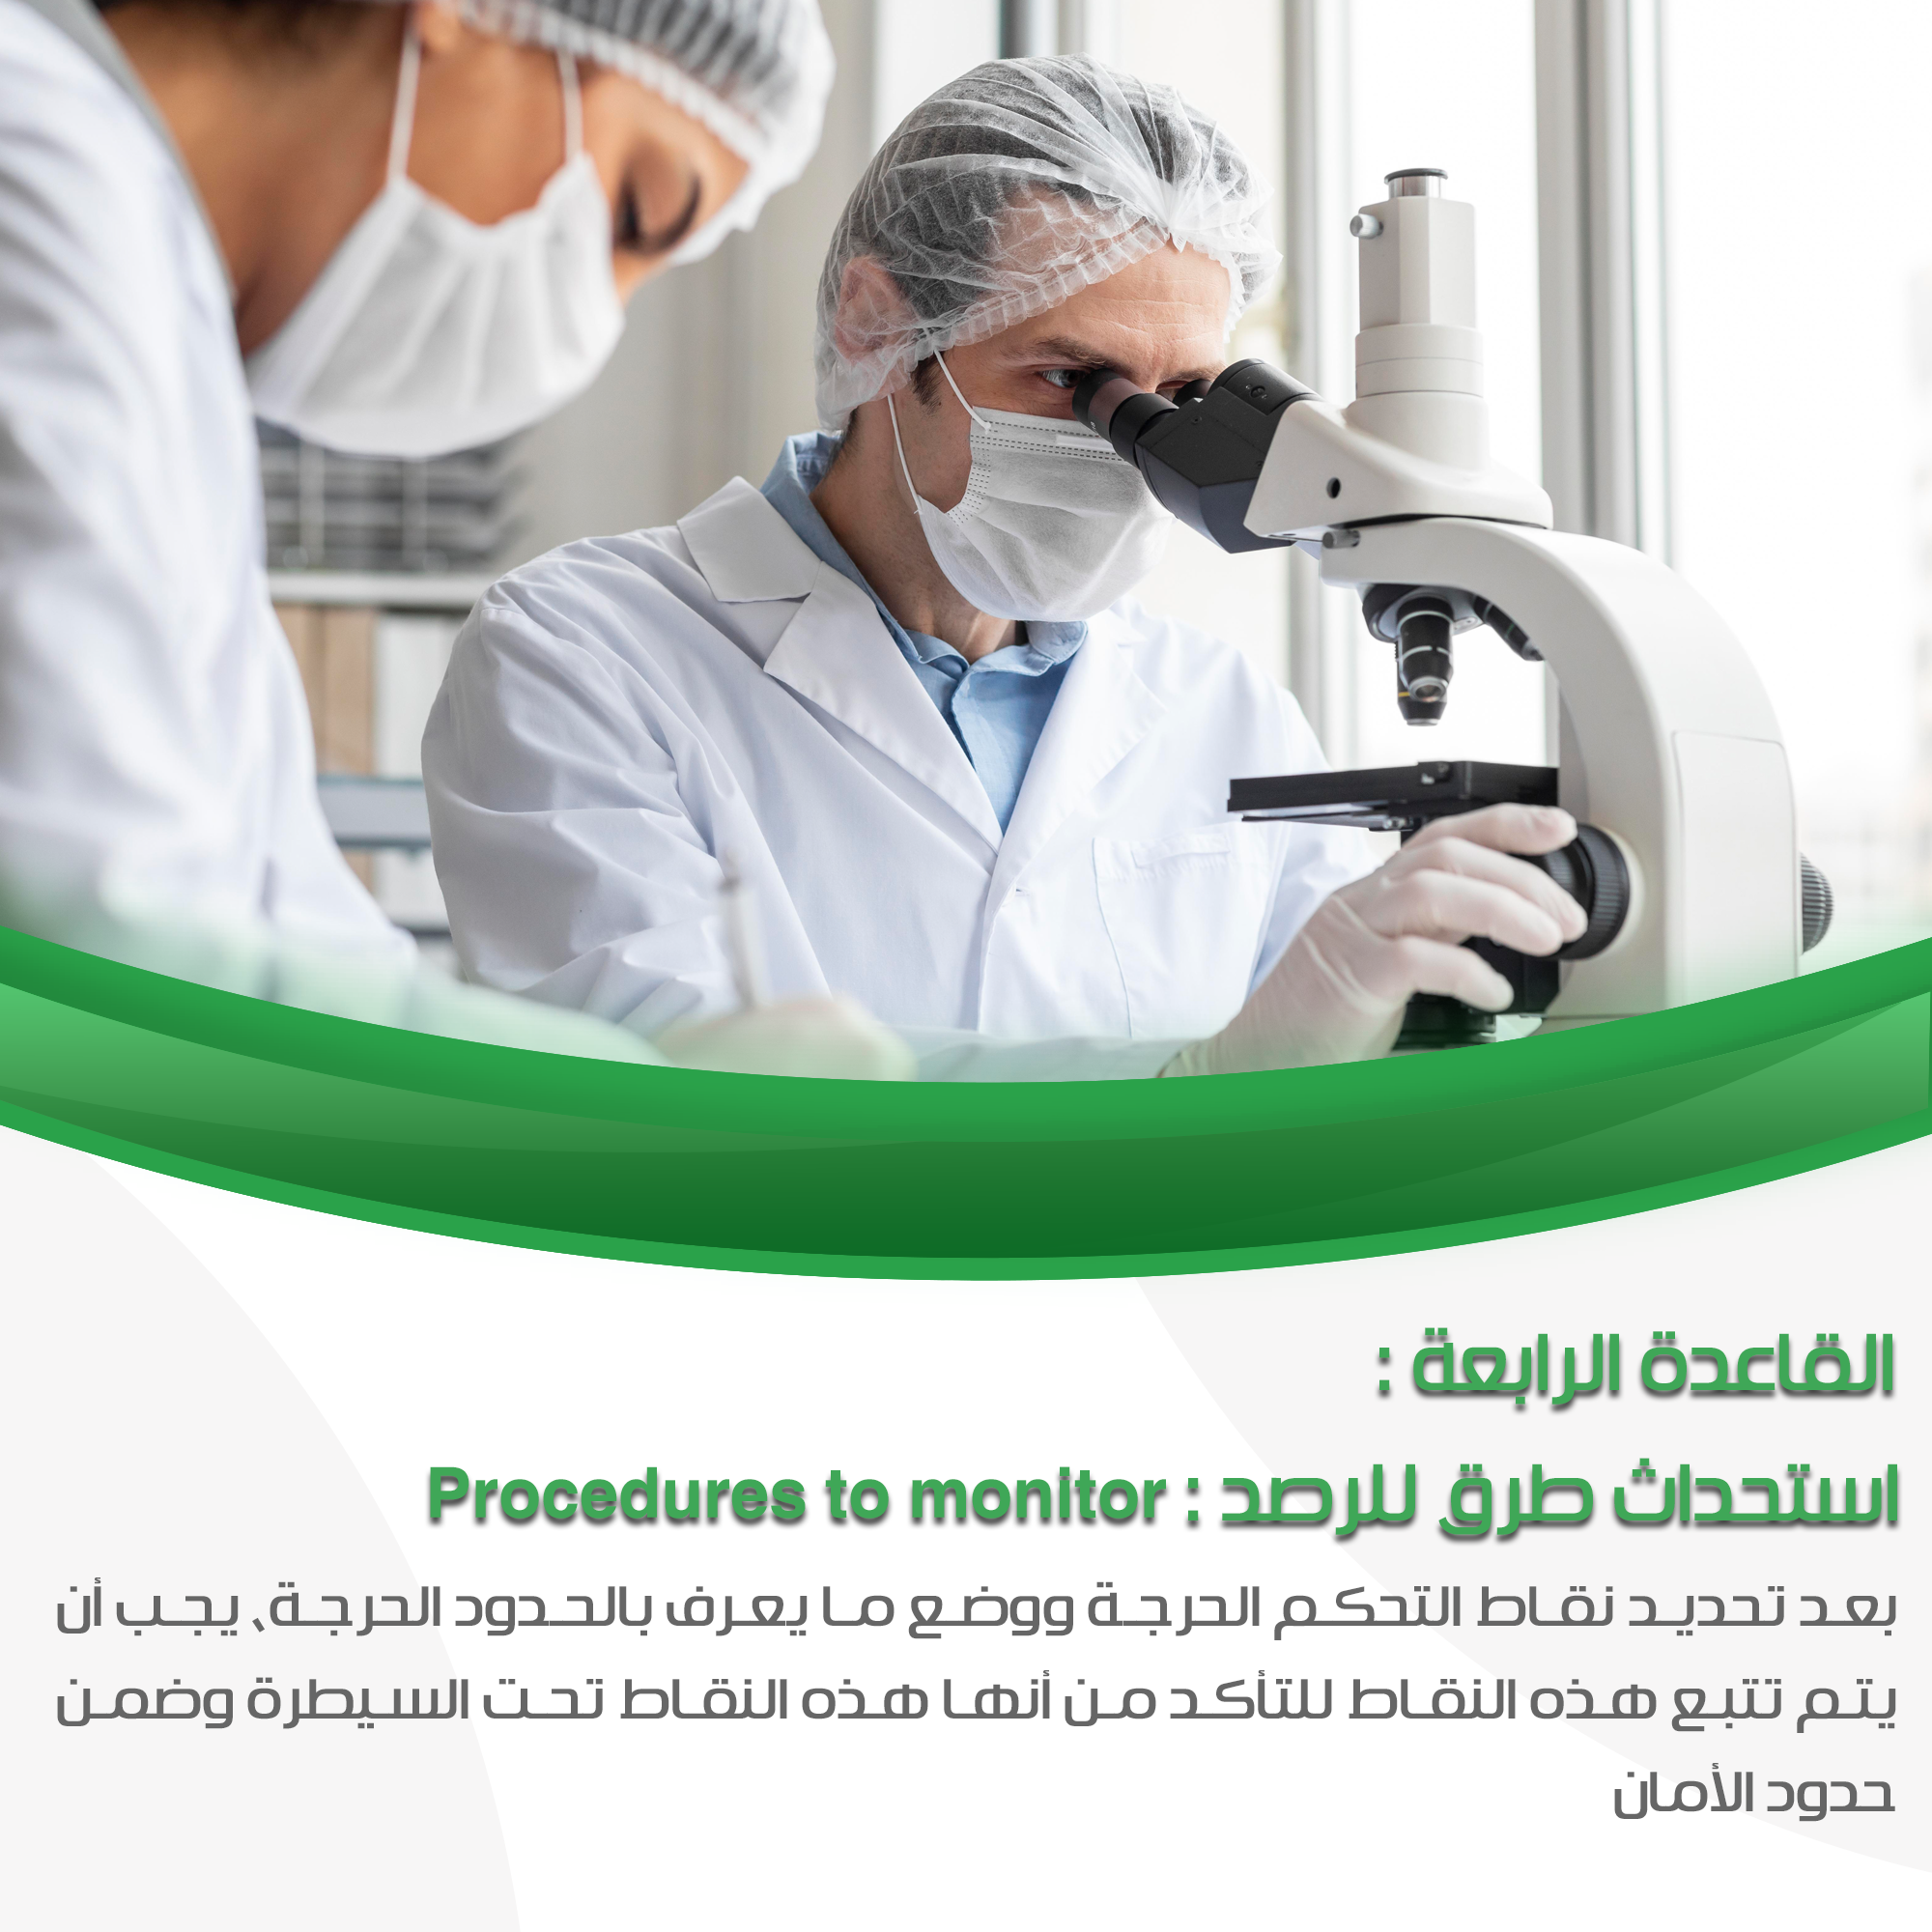 القاعدة الرابعة :
استحداث طرق للرصد : Procedures to monitor
بعد تحديد نقاط التحكم الحرجة ووضع ما يعرف بالحدود الحرجة، يجب أن
يتم تتبع هذه النقاط للتأكد من أنها هذه النقاط تحت السيطرة وضمن
حدود الأمان